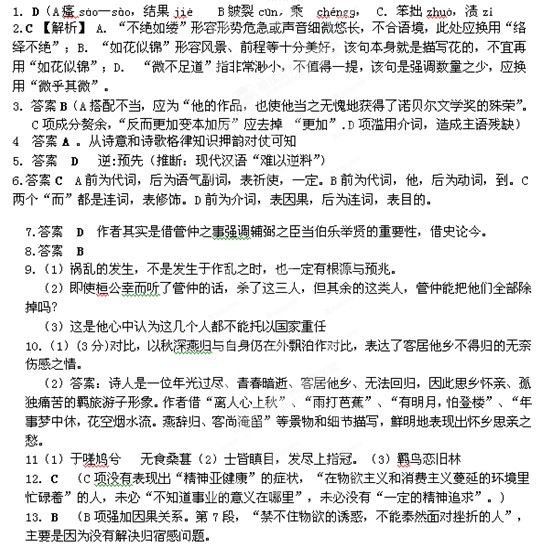 1. D（A瘙 sāo—sào，结果 jié　　B 皴裂 cūn，乘 chéng，　C．笨拙 zhuó，渍 zì
2.C 【解析】 A．“不绝如缕”形容形势危急或声音细微悠长，不合语境，此处应换用“络
绎不绝”；B．“如花似锦”形容风景、前程等十分美好，该句本身就是描写花的，不宜再
用“如花似锦”；D．“微不足道”指非常渺小，不值得一提，该句是强调数量之少，应换
用“微乎其微”。
3. 答案 B（A 搭配不当，应为“他的作品，也使他当之无愧地获得了诺贝尔文学奖的殊荣”。
C 项成分赘余，“反而更加变本加厉”应去掉 “更加”.D 项滥用介词，造成主语残缺）
4 答案 A 。从诗意和诗歌格律知识押韵对仗可知
5. 答案 D 逆:预先（推断：现代汉语“难以逆料”）
6.答案 C A 前为代词，后为语气副词，表祈使，一定。B 前为代词，他，后为动词，到。C
两个“而”都是连词，表修饰。D 前为介词，表因果，后为连词，表目的。
7.答案 D 作者其实是借管仲之事强调辅弼之臣当伯乐举贤的重要性，借史论今。
8.答案 B
9．（1）祸乱的发生，不是发生于作乱之时，也一定有根源与预兆。
（2）即使桓公幸而听了管仲的话，杀了这三人，但其余的这类人，管仲能把他们全部除
掉吗？
（3）这是他心中认为这几个人都不能托以国家重任
10．（1）(3 分)对比，以秋深燕归与自身仍在外飘泊作对比，表达了客居他乡不得归的无奈
伤感之情。
（2）答案：诗人是一位年光过尽、青春暗逝、客居他乡、无法回归，因此思乡怀亲、孤
独痛苦的羁旅游子形象。作者借“离人心上秋”、“雨打芭蕉”、“有明月，怕登楼”、“年
事梦中休，花空烟水流。燕辞归、客尚淹留”等景物和细节描写，鲜明地表现出怀乡思亲之
愁。
11（1）于嗟鸠兮　无食桑葚（2）士皆瞋目，发尽上指冠。（3）羁鸟恋旧林
12. C （C 项没有表现出“精神亚健康”的症状，“在物欲主义和消费主义蔓延的环境里
忙碌着”的人，未必“不知道事业的意义在哪里”，未必没有“一定的精神追求”。）
13. B （B 项强加因果关系。第 7 段，“禁不住物欲的诱惑，不能泰然面对挫折的人”，
主要是因为没有解决归宿感问题。